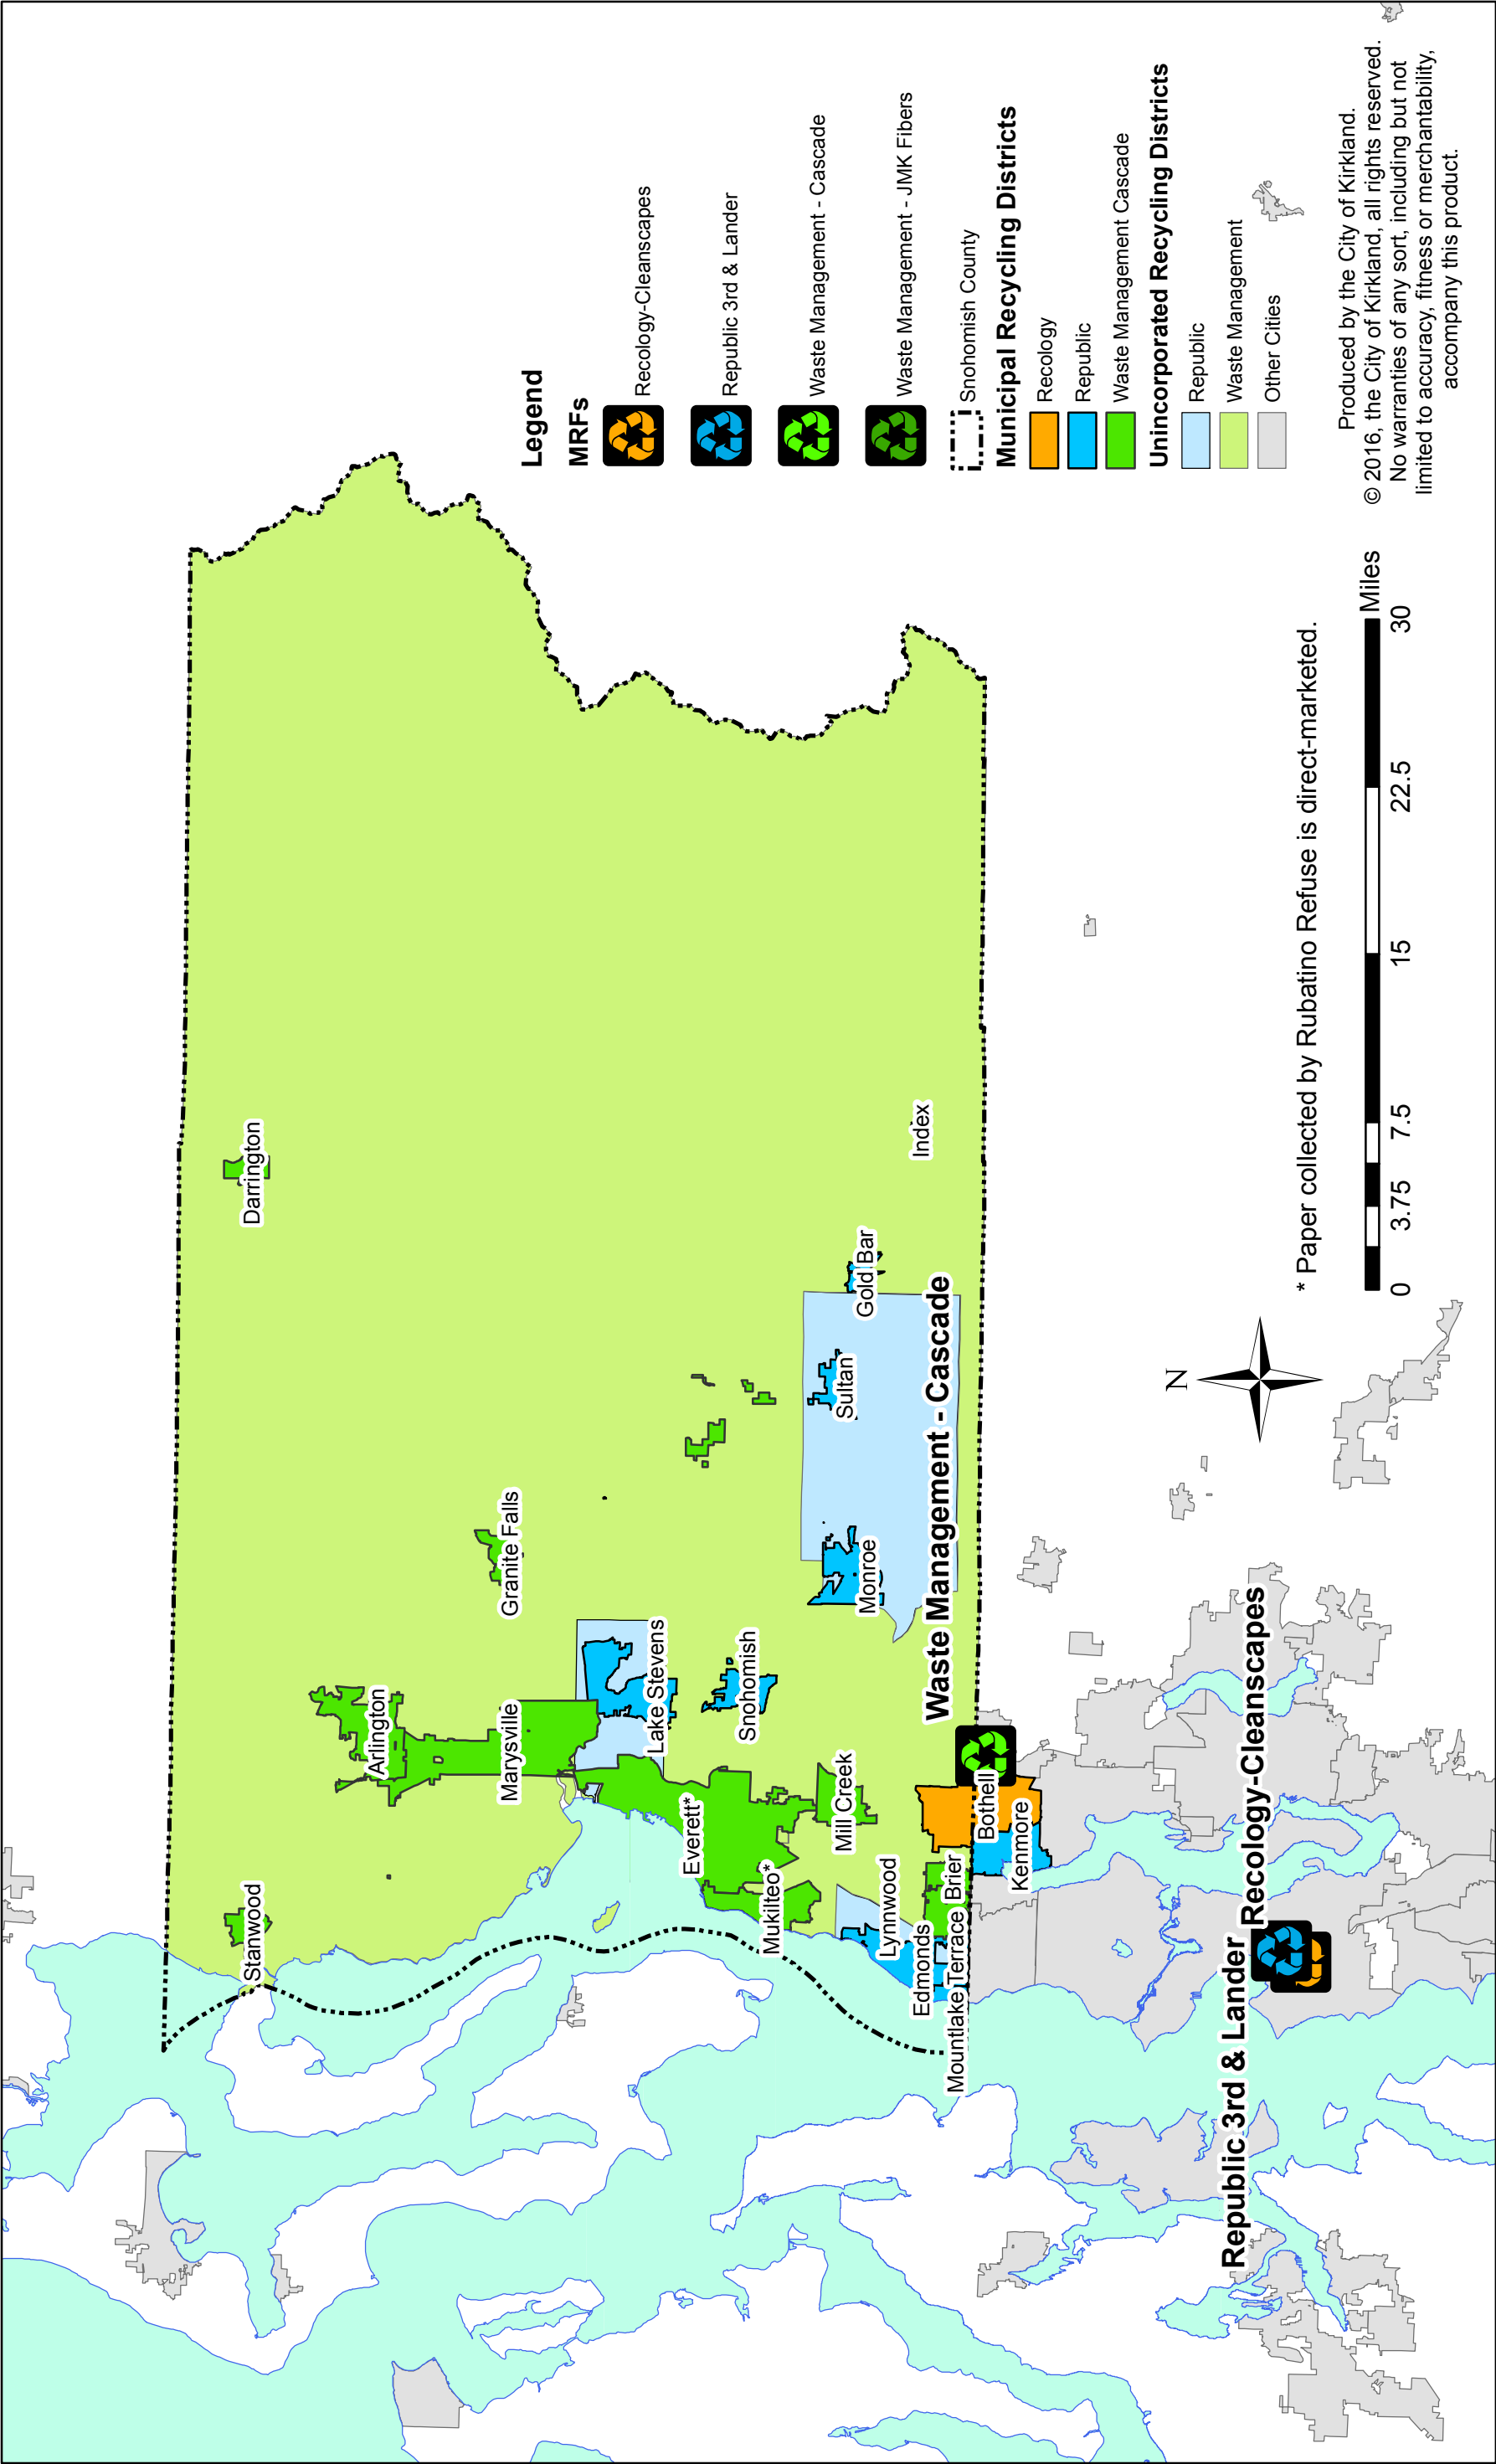 Stanwood
Darrington
Arlington
Granite Falls
Marysville
Lake Stevens
Everett*
Snohomish
Mukilteo*
Mill Creek
Monroe
Sultan
Gold Bar
Index
Lynnwood
Edmonds
Brier
Mountlake Terrace
Bothell
Kenmore
Waste Management - Cascade
Republic 3rd & Lander
Recology-Cleanscapes
N
Legend
MRFs
Recology-Cleanscapes
Republic 3rd & Lander
Waste Management - Cascade
Waste Management - JMK Fibers
Snohomish County
Municipal Recycling Districts
Recology
Republic
Waste Management Cascade
Unincorporated Recycling Districts
Republic
Waste Management
Other Cities
* Paper collected by Rubatino Refuse is direct-marketed.
Miles
0 3.75 7.5 15 22.5 30
Produced by the City of Kirkland.
© 2016, the City of Kirkland, all rights reserved.
No warranties of any sort, including but not
limited to accuracy, fitness or merchantability,
accompany this product.